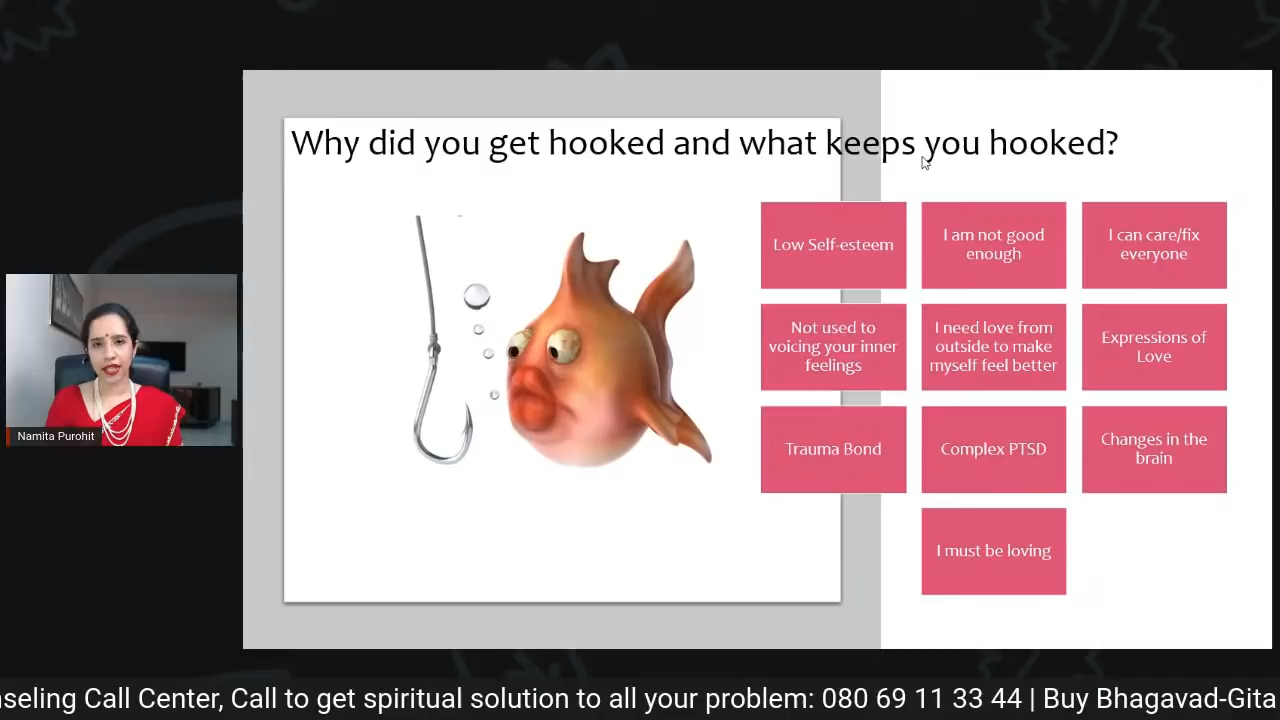 Why did you get hooked and what keeps you hooked?
Low Self-esteem
I am not good
enough
I can care/fix
everyone
Not used to
voicing your inner
feelings
I need love from
outside to make
myself feel better
Expressions of
Love
Trauma Bond
Complex PTSD
Changes in the
brain
I must be loving
Namita Purohit
nseling Call Center, Call to get spiritual solution to all your problem: 080 69 11 33 44 | Buy Bhagavad-Gita